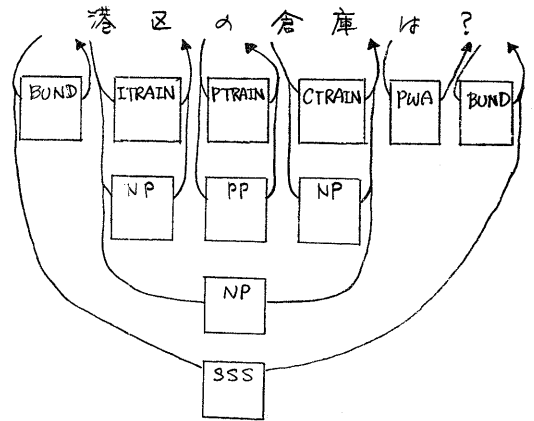 港区の倉庫は?
BUND ITRAIN PTRAIN CTRAIN PWA BUND
NP PP NP
NP
SSS